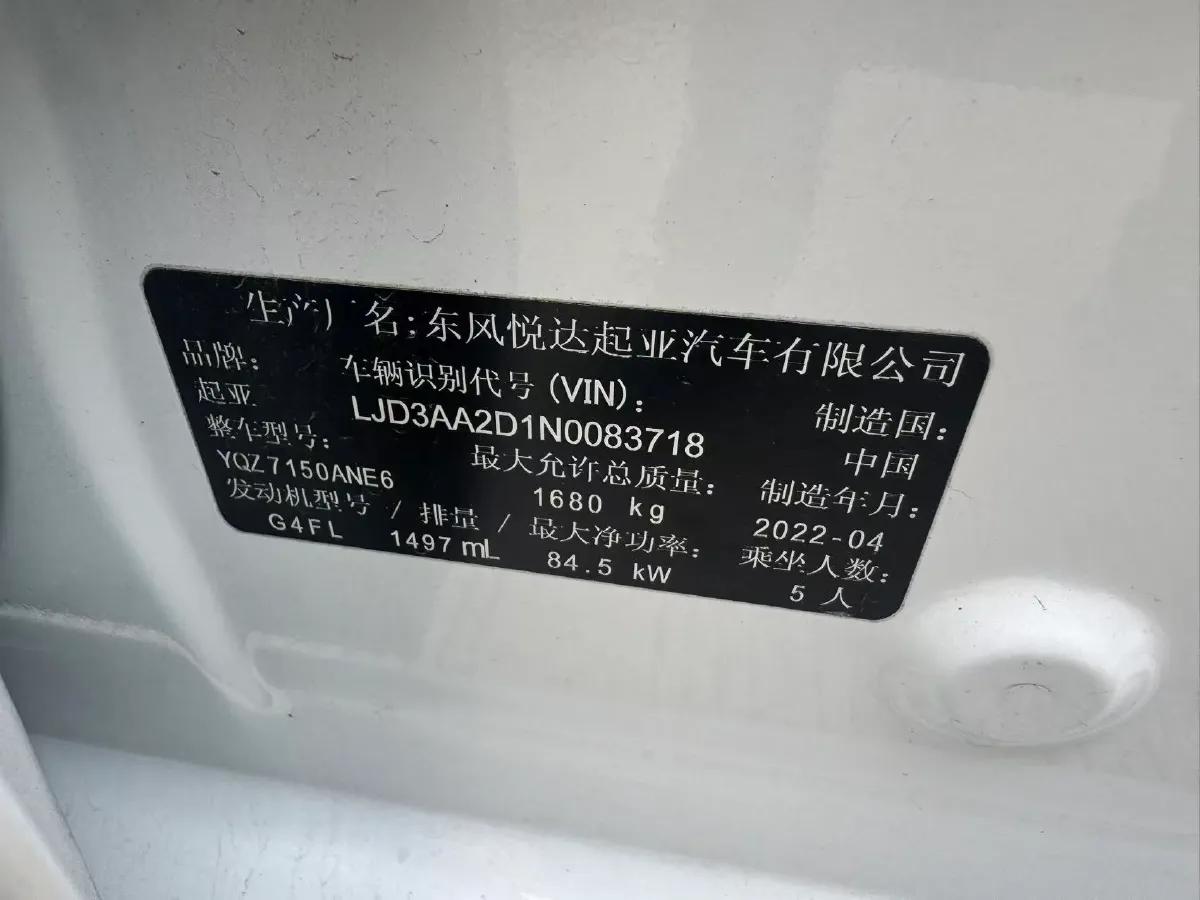 生产厂名:东风悦达起亚汽车有限公司
品牌: 车辆识别代号(VIN): 制造国:
起亚 LJD3AA2D1N0083718 中国
整车型号: 最大允许总质量: 制造年月:
YQZ7150ANE6 1680 kg 2022-04
发动机型号 / 排量 / 最大净功率: 乘坐人数:
G4FL 1497mL 84.5 kW 5 人